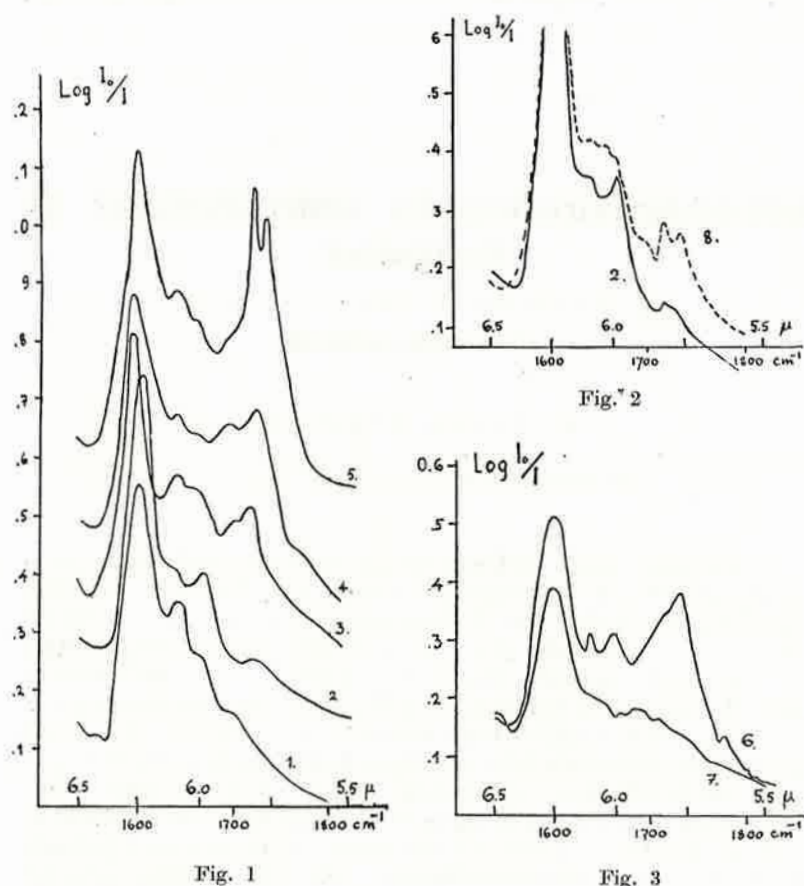 Log I₀/I
.2
.1
.0
.9
.8
.7
.6
.5
.4
.3
.2
.1
5.
4.
3.
2
1.
6.5 6.0 5.5 μ
1600 1700 1800 cm⁻¹
Fig. 1
Log I₀/I
6
.5
.4
.3
.2
.1
8.
2.
6.5 6.0 5.5 μ
1600 1700 1800 cm⁻¹
Fig. 2
Log I₀/I
0.6
.5
.4
.3
.2
.1
6.
7.
6.5 6.0 5.5 μ
1600 1700 1800 cm⁻¹
Fig. 3